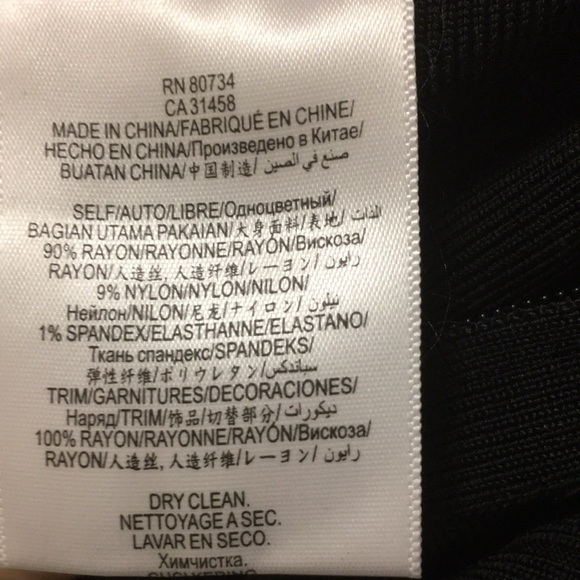 RN 80734
CA 31458
MADE IN CHINA/FABRIQUÉ EN CHINE/
HECHO EN CHINA/Произведено в Китае/
BUATAN CHINA/中国制造/ صنع في الصين
SELF/AUTO/LIBRE/Одноцветный/
BAGIAN UTAMA PAKAIAN/大身面料/表地/ الذات
90% RAYON/RAYONNE/RAYÓN/Вискоза/
RAYON/人造丝, 人造纤维/レーヨン/ رايون
9% NYLON/NYLON/NILON/
Нейлон/NILON/尼龙/ナイロン/ نيلون
1% SPANDEX/ELASTHANNE/ELASTANO/
Ткань спандекс/SPANDEKS/
弹性纤维/ポリウレタン/ سباندكس
TRIM/GARNITURES/DECORACIONES/
Наряд/TRIM/饰品/切替部分/ ديكورات
100% RAYON/RAYONNE/RAYÓN/Вискоза/
RAYON/人造丝, 人造纤维/レーヨン/ رايون
DRY CLEAN.
NETTOYAGE A SEC.
LAVAR EN SECO.
Химчистка.